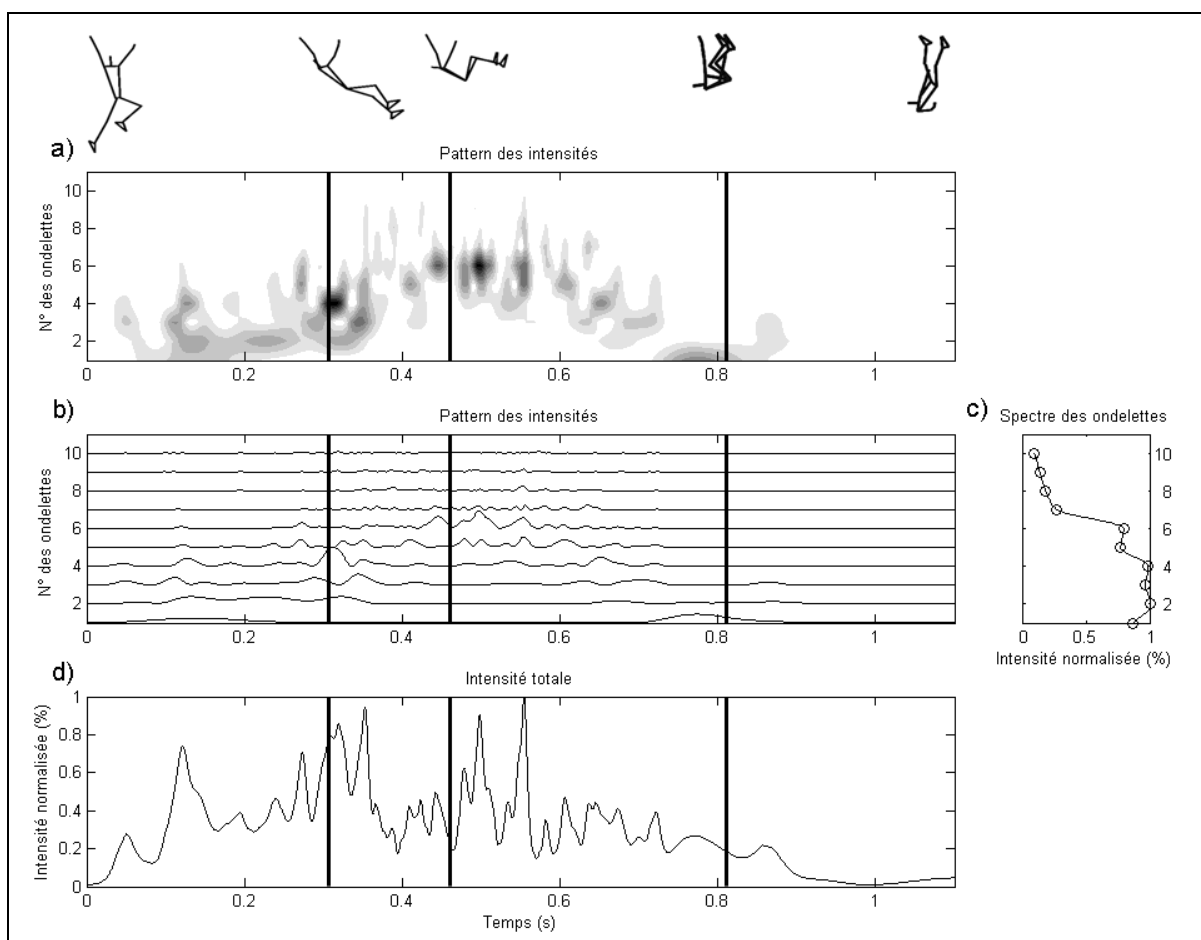 a)
Pattern des intensités
N° des ondelettes
10
8
6
4
2
0 0.2 0.4 0.6 0.8 1
b)
Pattern des intensités
N° des ondelettes
10
8
6
4
2
0 0.2 0.4 0.6 0.8 1
c)
Spectre des ondelettes
10
8
6
4
2
0 0.5 1
Intensité normalisée (%)
d)
Intensité totale
Intensité normalisée (%)
1
0.8
0.6
0.4
0.2
0
0 0.2 0.4 0.6 0.8 1
Temps (s)